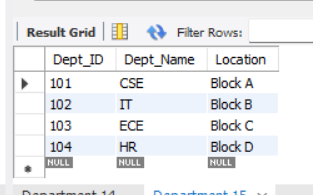 Result Grid Filter Rows:
Dept_ID Dept_Name Location
101 CSE Block A
102 IT Block B
103 ECE Block C
104 HR Block D
NULL NULL NULL
Department 14 Department 15